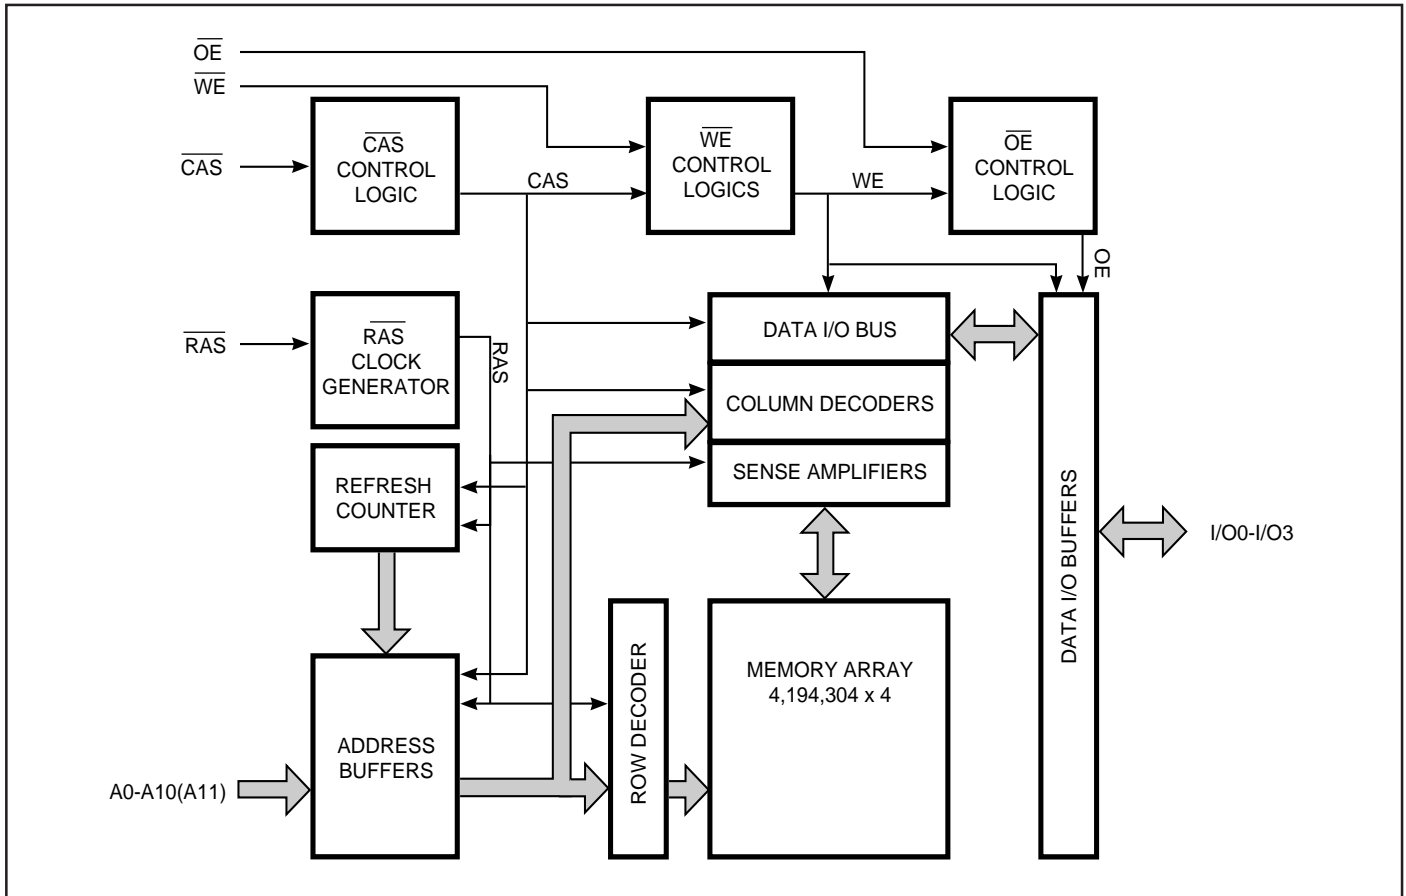 OE
WE
CAS
CAS
CONTROL
LOGIC
CAS
WE
CONTROL
LOGICS
WE
OE
CONTROL
LOGIC
OE
RAS
RAS
CLOCK
GENERATOR
RAS
DATA I/O BUS
COLUMN DECODERS
SENSE AMPLIFIERS
REFRESH
COUNTER
DATA I/O BUFFERS
I/O0-I/O3
ADDRESS
BUFFERS
A0-A10(A11)
ROW DECODER
MEMORY ARRAY
4,194,304 x 4